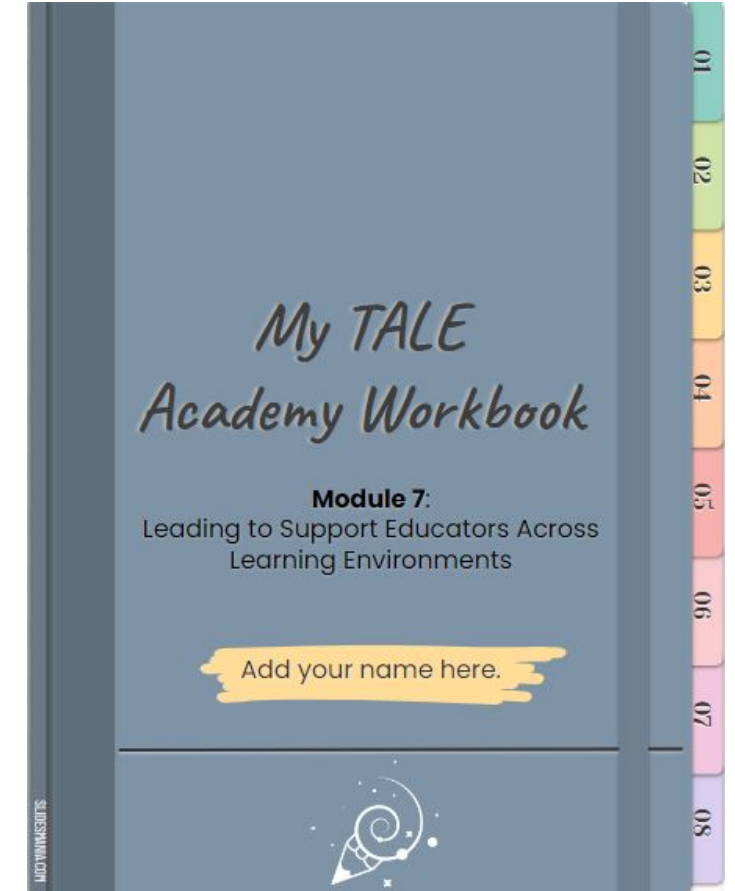 My TALE
Academy Workbook
Module 7:
Leading to Support Educators Across
Learning Environments
Add your name here.
01
02
03
04
05
06
07
08
SLIDESMANIA.COM